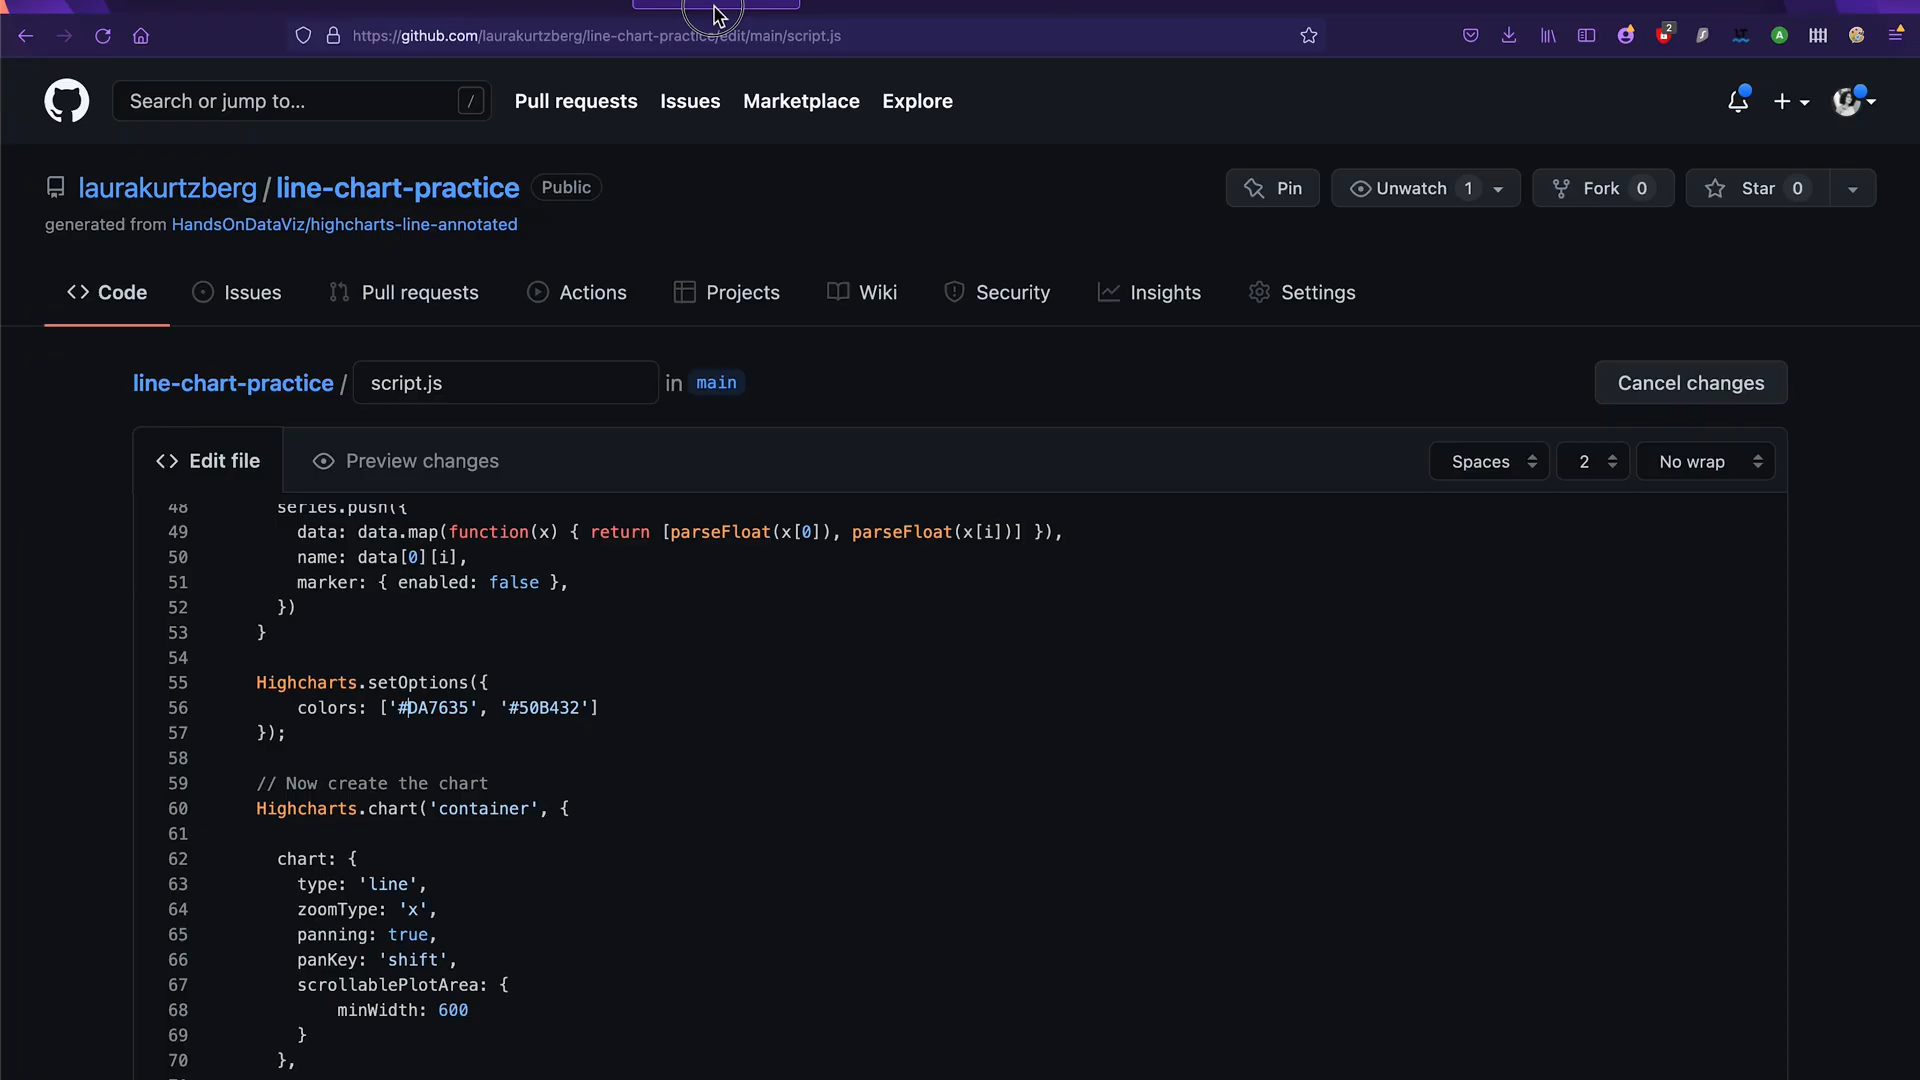 https://github.com/laurakurtzberg/line-chart-practice/edit/main/script.js
2
A
Search or jump to...
/
Pull requests
Issues
Marketplace
Explore
laurakurtzberg / line-chart-practice
Public
Pin
Unwatch 1
Fork 0
Star 0
generated from HandsOnDataViz/highcharts-line-annotated
Code
Issues
Pull requests
Actions
Projects
Wiki
Security
Insights
Settings
line-chart-practice / script.js in main
Cancel changes
Edit file
Preview changes
Spaces
2
No wrap
48 series.push({
49 data: data.map(function(x) { return [parseFloat(x[0]), parseFloat(x[i])] }),
50 name: data[0][i],
51 marker: { enabled: false },
52 })
53 }
54
55 Highcharts.setOptions({
56 colors: ['#DA7635', '#50B432']
57 });
58
59 // Now create the chart
60 Highcharts.chart('container', {
61
62 chart: {
63 type: 'line',
64 zoomType: 'x',
65 panning: true,
66 panKey: 'shift',
67 scrollablePlotArea: {
68 minWidth: 600
69 }
70 },